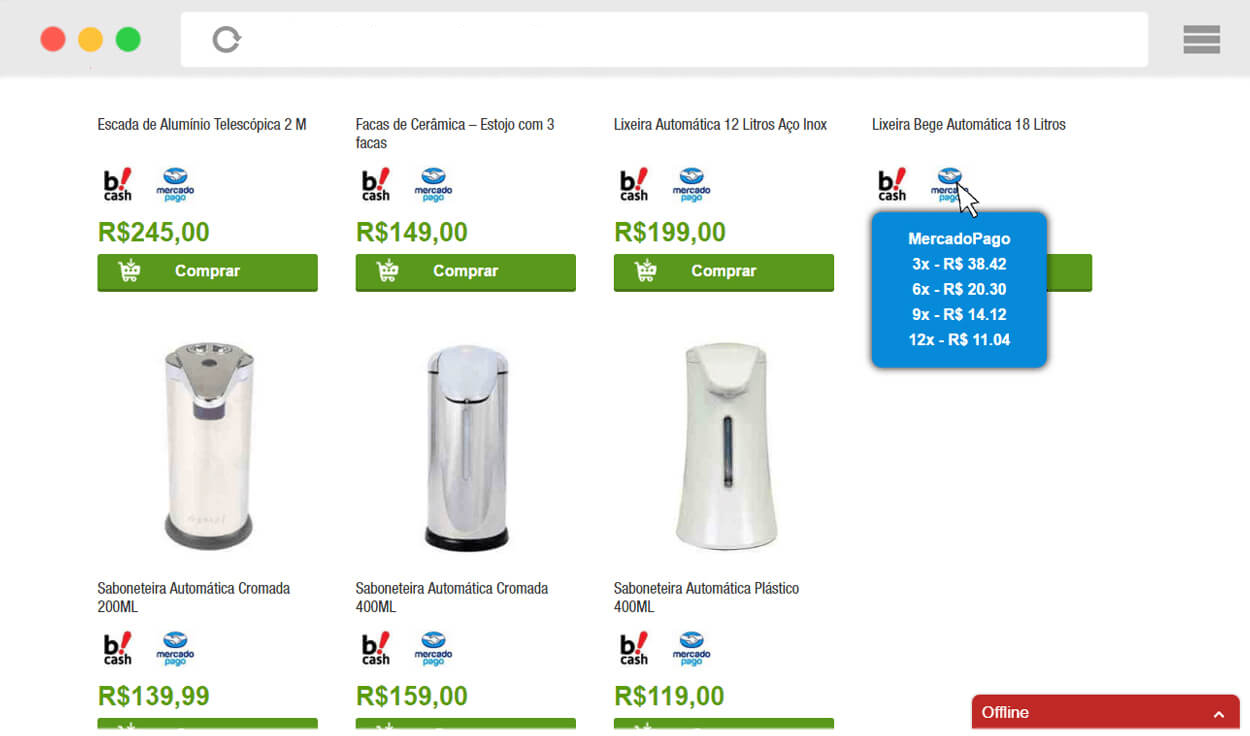 Escada de Alumínio Telescópica 2 M
Facas de Cerâmica – Estojo com 3
facas
Lixeira Automática 12 Litros Aço Inox
Lixeira Bege Automática 18 Litros
b!
cash
mercado
pago
b!
cash
mercado
pago
b!
cash
mercado
pago
b!
cash
R$245,00
R$149,00
R$199,00
Comprar
Comprar
Comprar
MercadoPago
3x - R$ 38.42
6x - R$ 20.30
9x - R$ 14.12
12x - R$ 11.04
Saboneteira Automática Cromada
200ML
Saboneteira Automática Cromada
400ML
Saboneteira Automática Plástico
400ML
b!
cash
mercado
pago
b!
cash
mercado
pago
b!
cash
mercado
pago
R$139,99
R$159,00
R$119,00
Offline